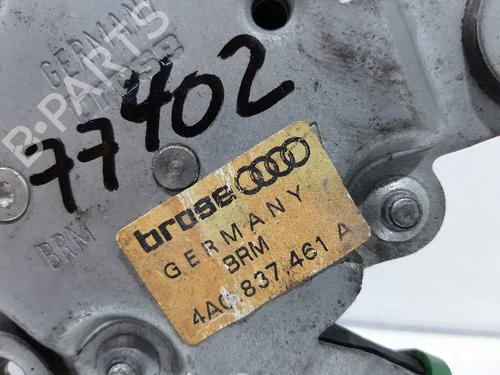 GERMANY
77402
B-PARTS
brose
GERMANY
BRM
4A0.837.461 A
BRM